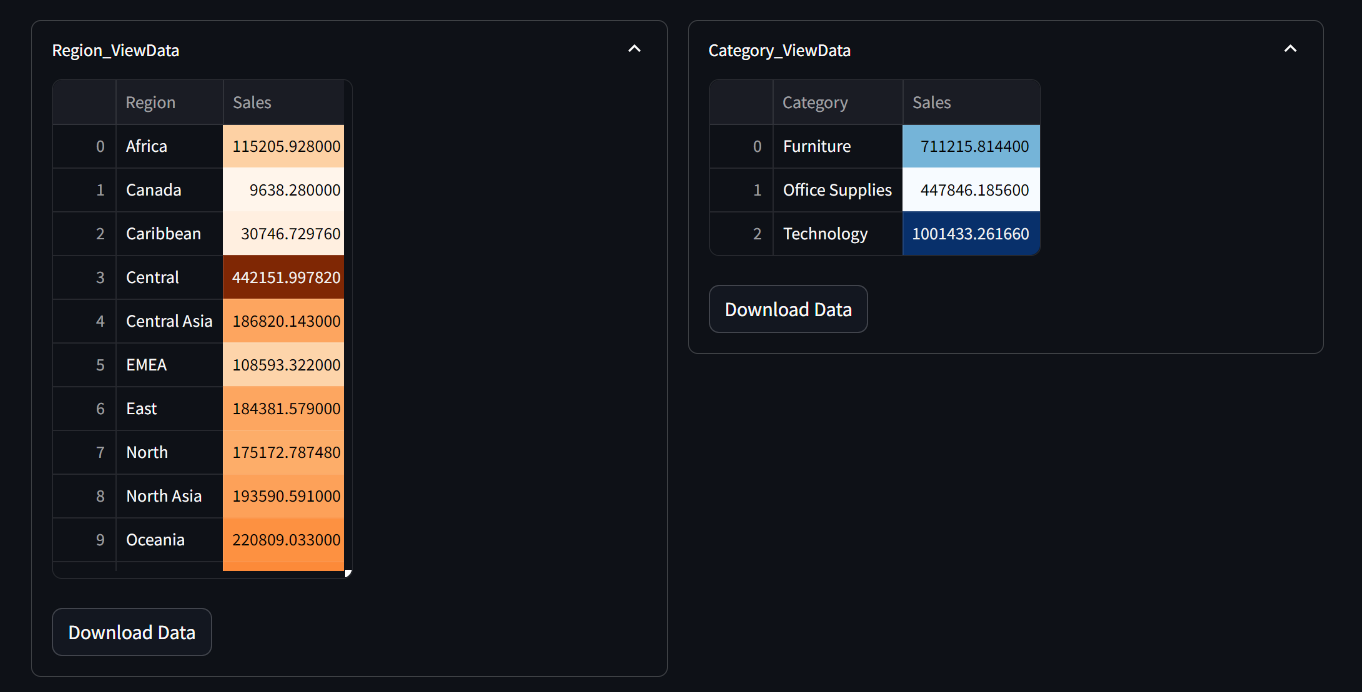 Region_ViewData
Region Sales
0 Africa 115205.928000
1 Canada 9638.280000
2 Caribbean 30746.729760
3 Central 442151.997820
4 Central Asia 186820.143000
5 EMEA 108593.322000
6 East 184381.579000
7 North 175172.787480
8 North Asia 193590.591000
9 Oceania 220809.033000
Download Data
Category_ViewData
Category Sales
0 Furniture 711215.814400
1 Office Supplies 447846.185600
2 Technology 1001433.261660
Download Data